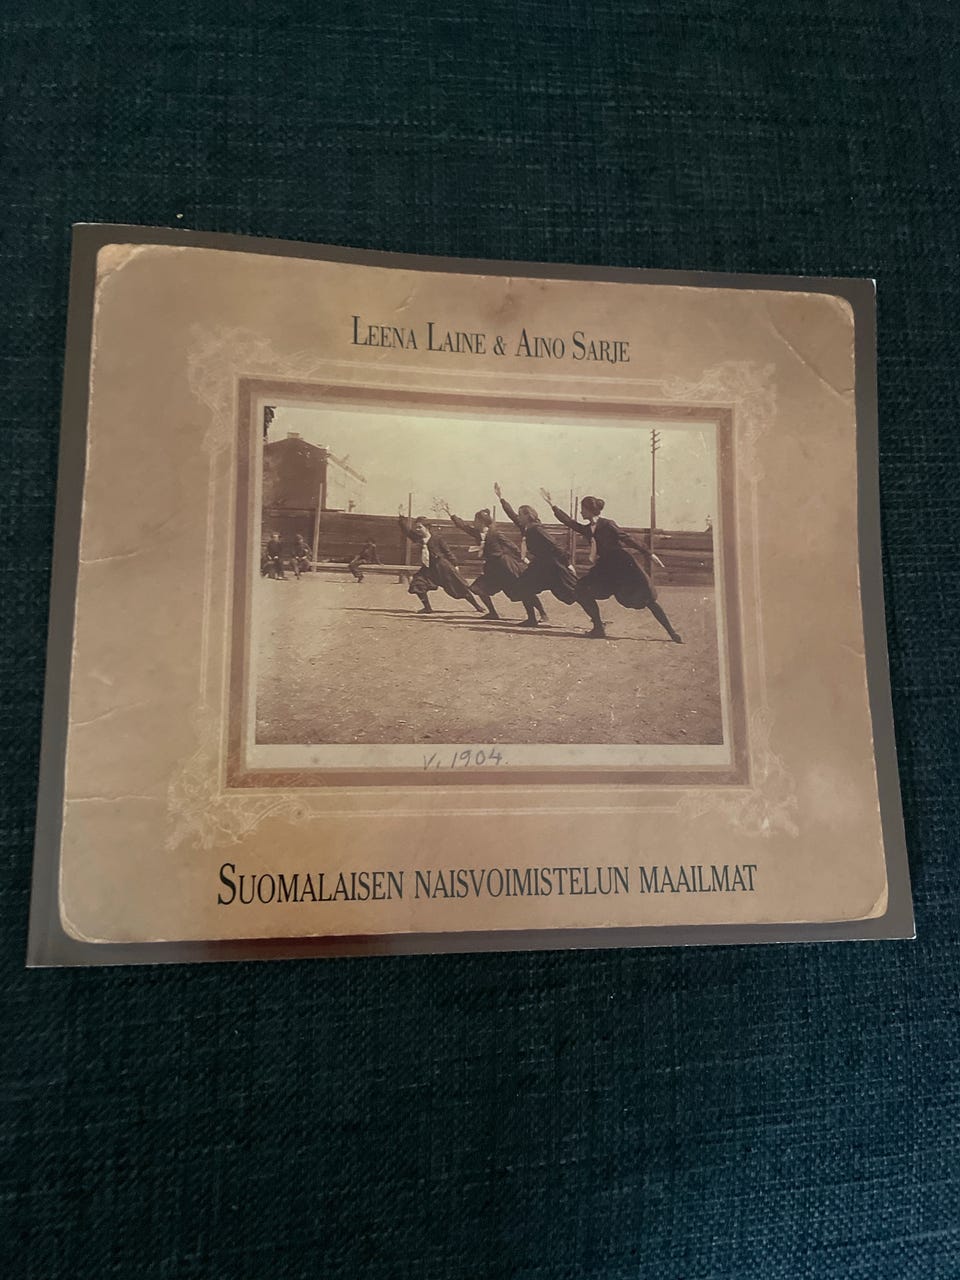 LEENA LAINE & AINO SARJE
V. 1904.
SUOMALAISEN NAISVOIMISTELUN MAAILMAT